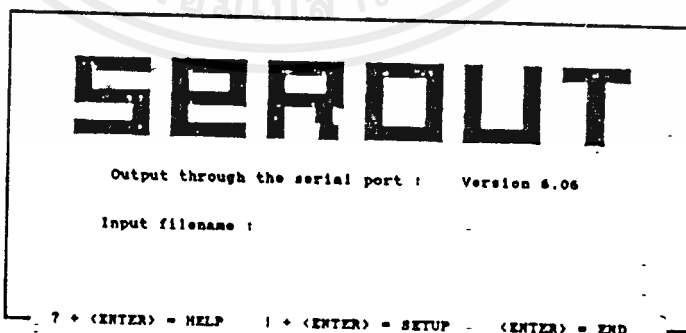 SeROUT
Output through the serial port : Version 6.06
Input filename :
? + <ENTER> = HELP ! + <ENTER> = SETUP <ENTER> = END